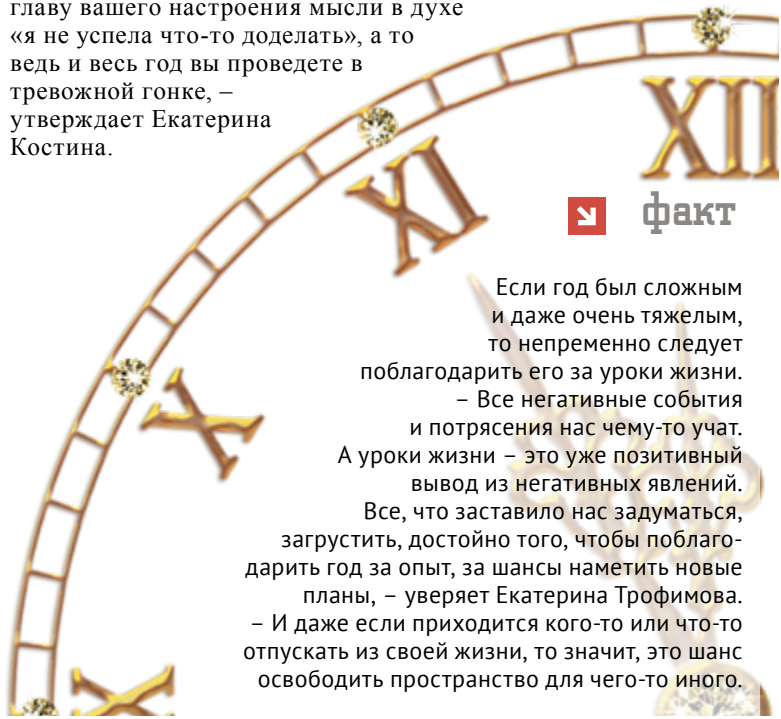 главу вашего настроения мысли в духе
«я не успела что-то доделать», а то
ведь и весь год вы проведете в
тревожной гонке, –
утверждает Екатерина
Костина.
XII
XI
X
IX
факт
Если год был сложным
и даже очень тяжелым,
то непременно следует
поблагодарить его за уроки жизни.
– Все негативные события
и потрясения нас чему-то учат.
А уроки жизни – это уже позитивный
вывод из негативных явлений.
Все, что заставило нас задуматься,
загрустить, достойно того, чтобы поблаго-
дарить год за опыт, за шансы наметить новые
планы, – уверяет Екатерина Трофимова.
– И даже если приходится кого-то или что-то
отпускать из своей жизни, то значит, это шанс
освободить пространство для чего-то иного.